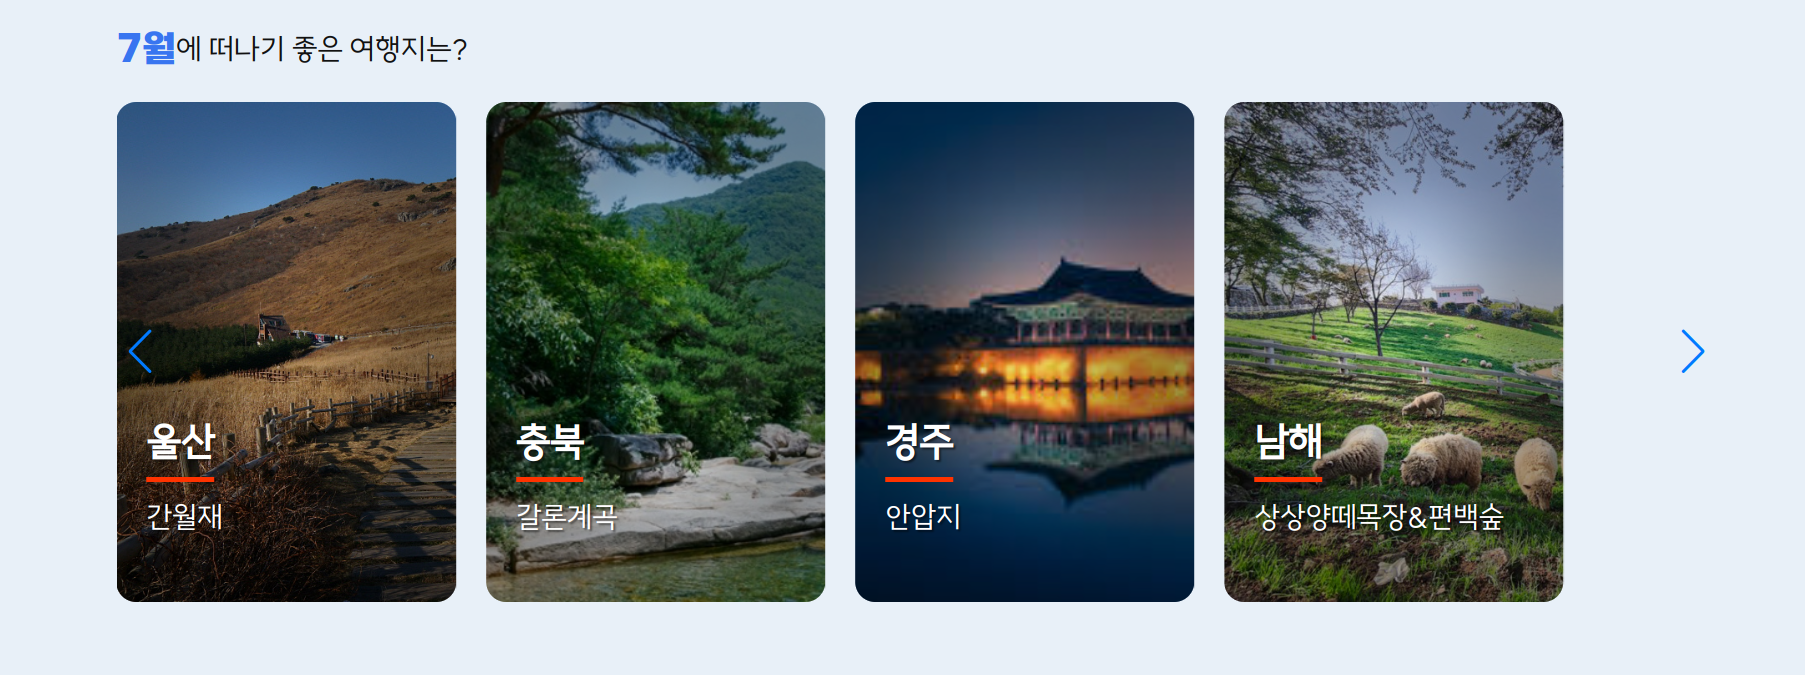 7월에 떠나기 좋은 여행지는?
울산
간월재
충북
갈론계곡
경주
안압지
남해
상상양떼목장&편백숲